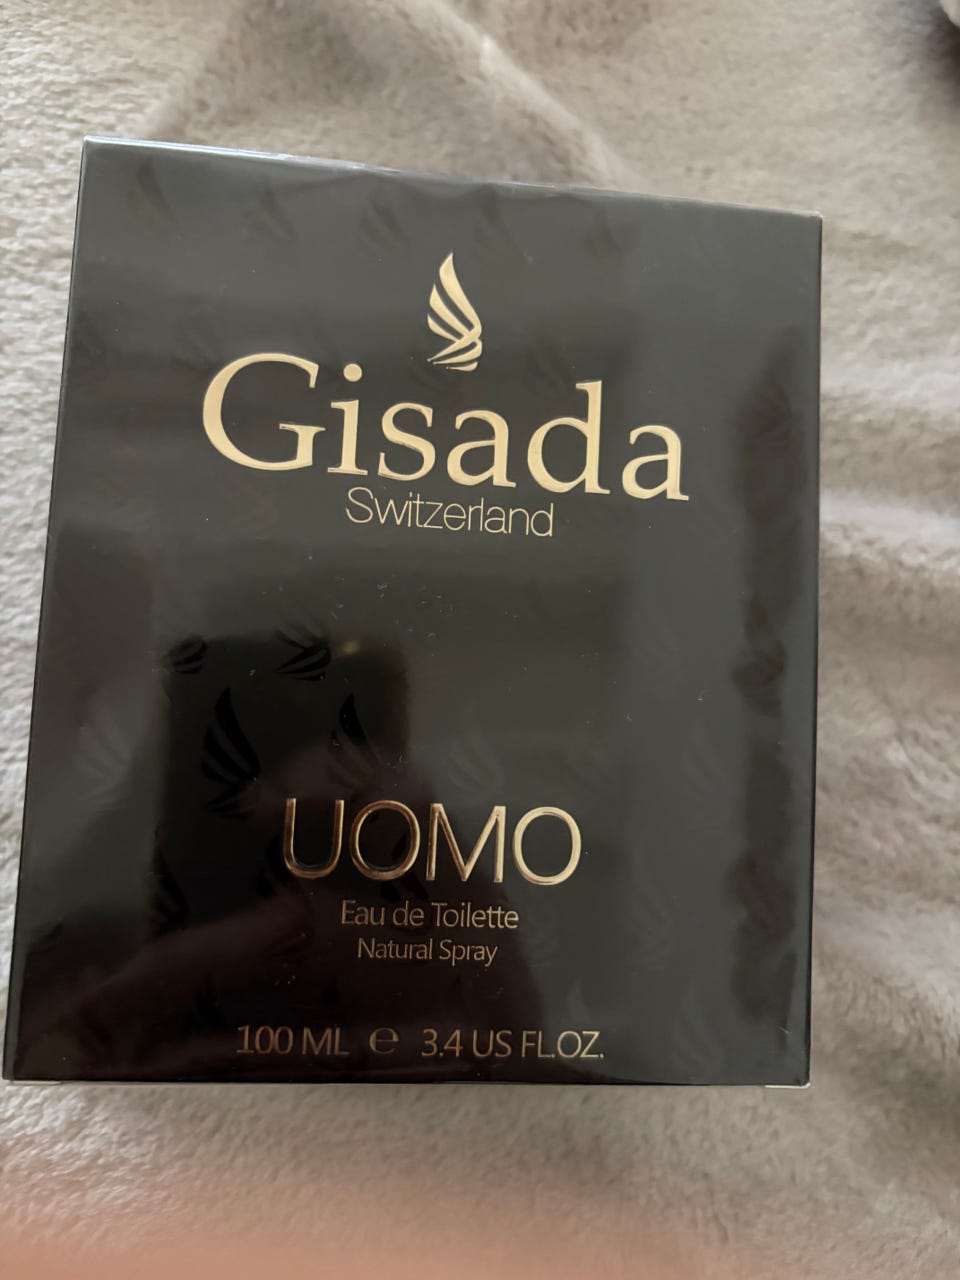 Gisada
Switzerland
UOMO
Eau de Toilette
Natural Spray
100 ML ℮ 3.4 US FL.OZ.